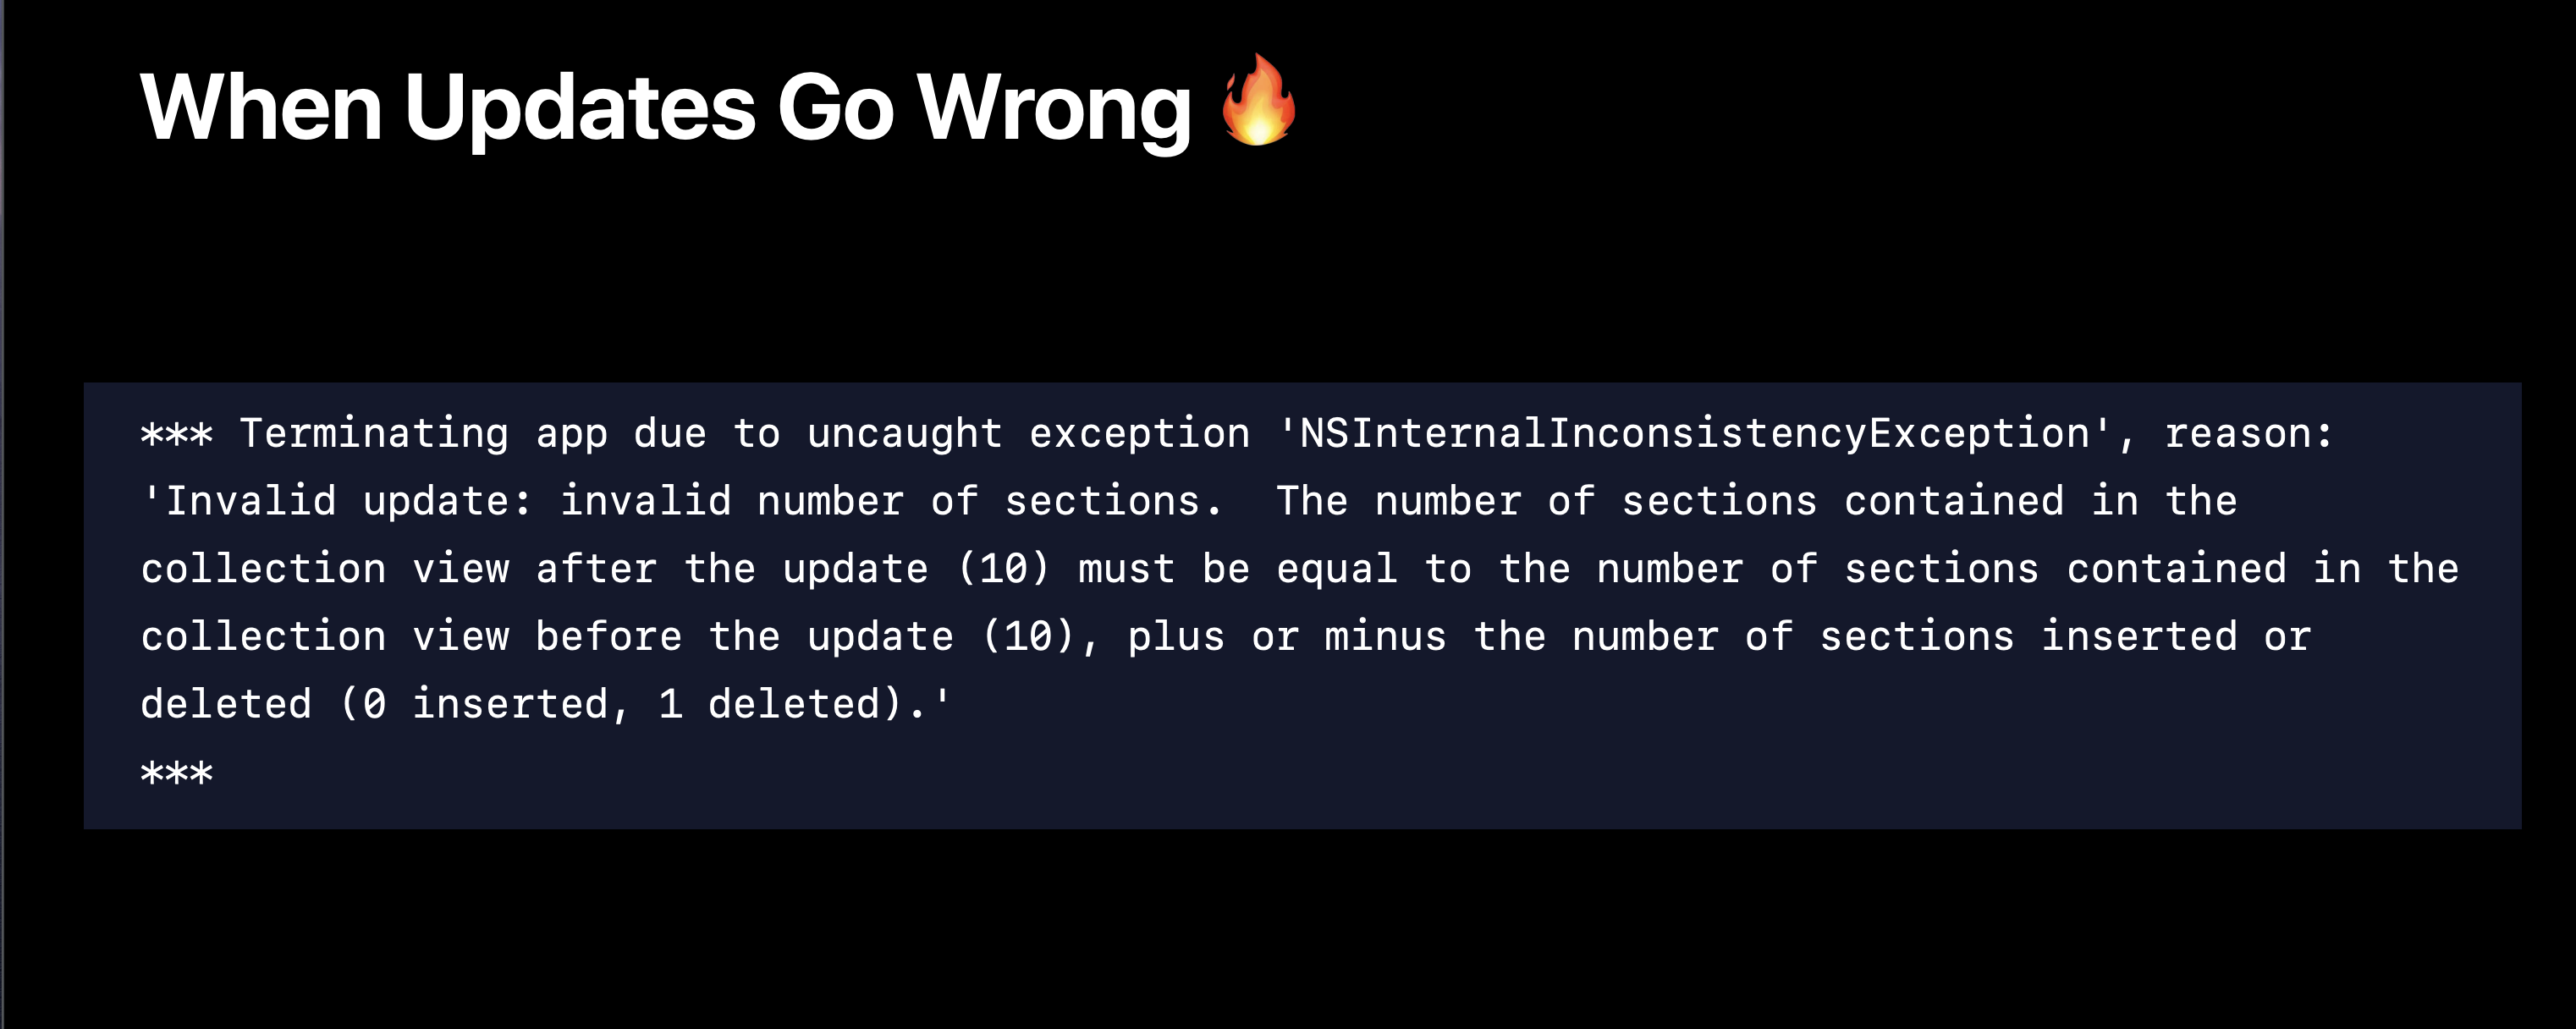 When Updates Go Wrong 🔥
*** Terminating app due to uncaught exception 'NSInternalInconsistencyException', reason:
'Invalid update: invalid number of sections.  The number of sections contained in the
collection view after the update (10) must be equal to the number of sections contained in the
collection view before the update (10), plus or minus the number of sections inserted or
deleted (0 inserted, 1 deleted).'
***